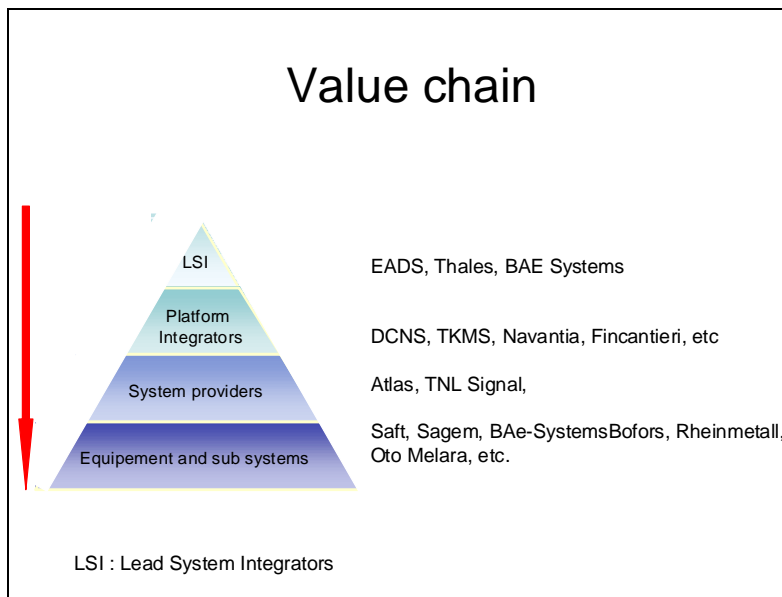 Value chain
LSI
EADS, Thales, BAE Systems
Platform
Integrators
DCNS, TKMS, Navantia, Fincantieri, etc
System providers
Atlas, TNL Signal,
Equipement and sub systems
Saft, Sagem, BAe-SystemsBofors, Rheinmetall,
Oto Melara, etc.
LSI : Lead System Integrators